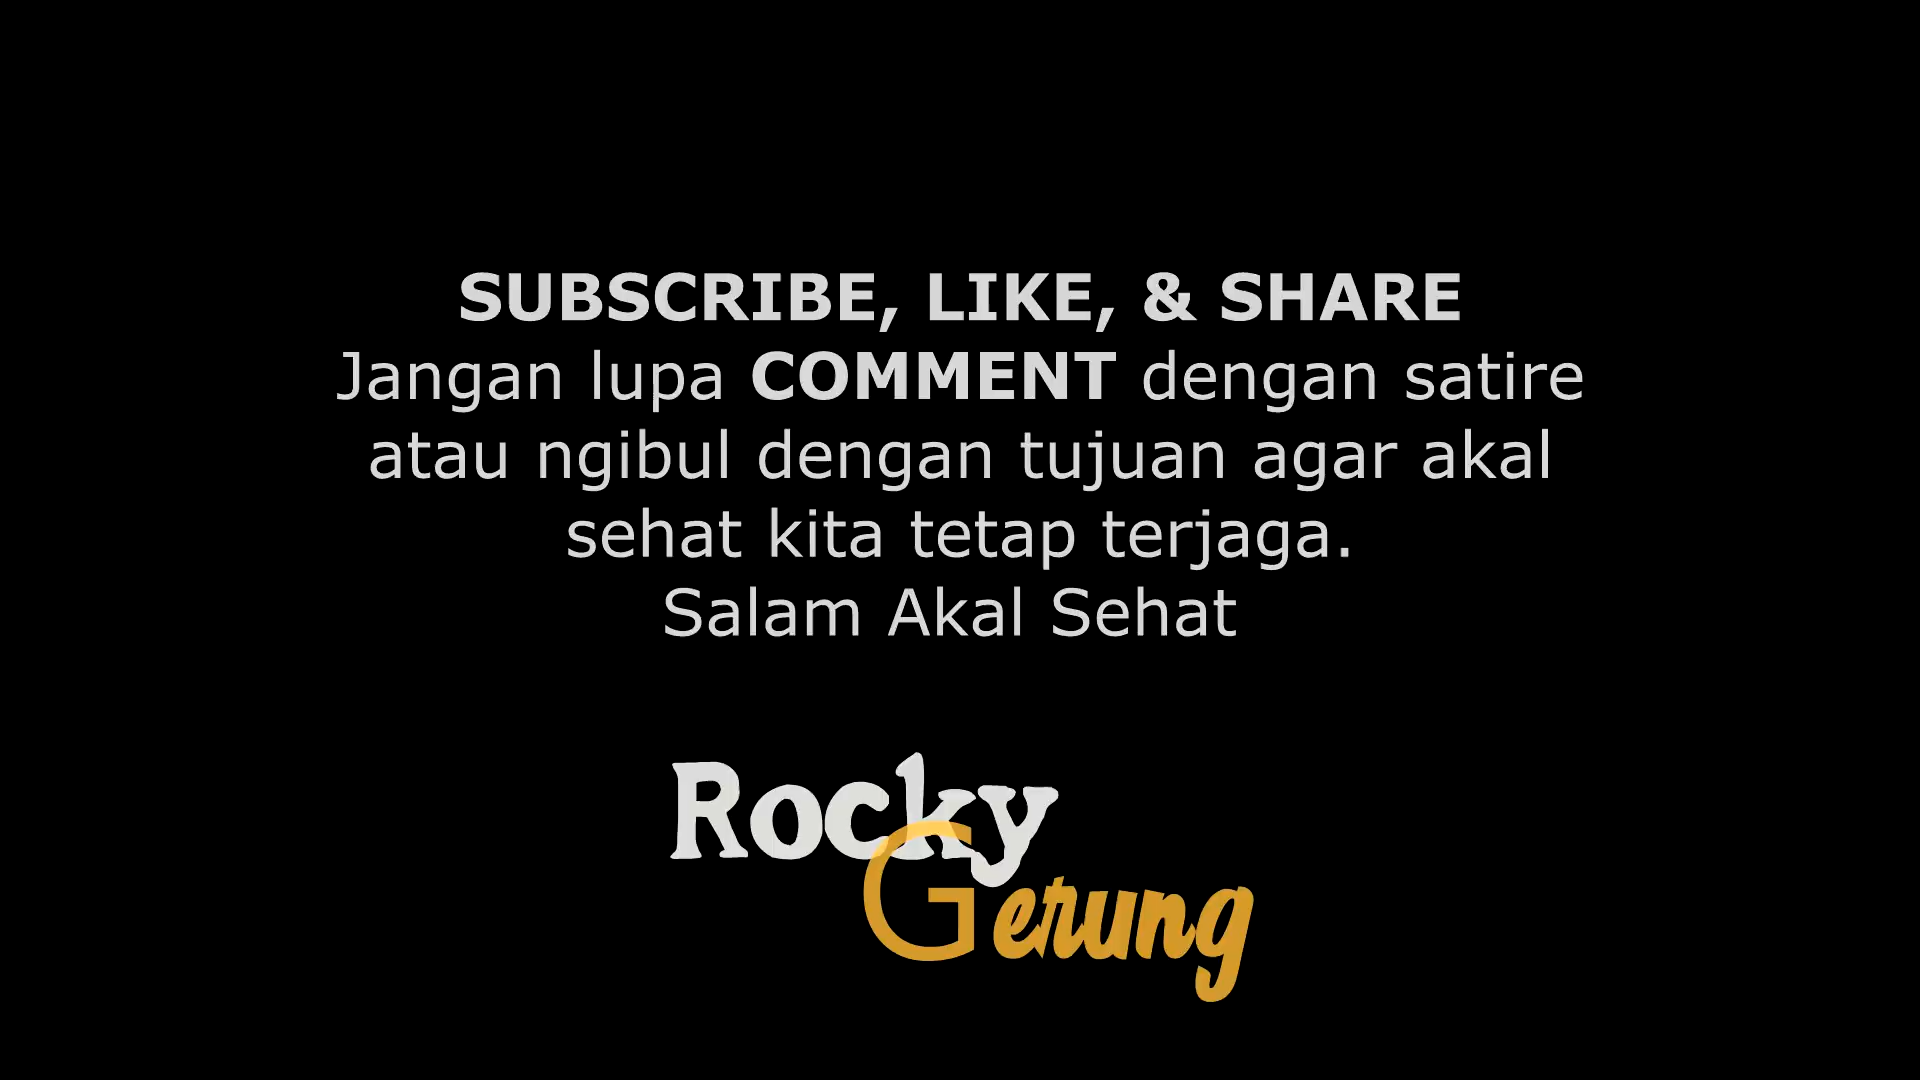 SUBSCRIBE, LIKE, & SHARE
Jangan lupa COMMENT dengan satire
atau ngibul dengan tujuan agar akal
sehat kita tetap terjaga.
Salam Akal Sehat
Rocky
Gerung